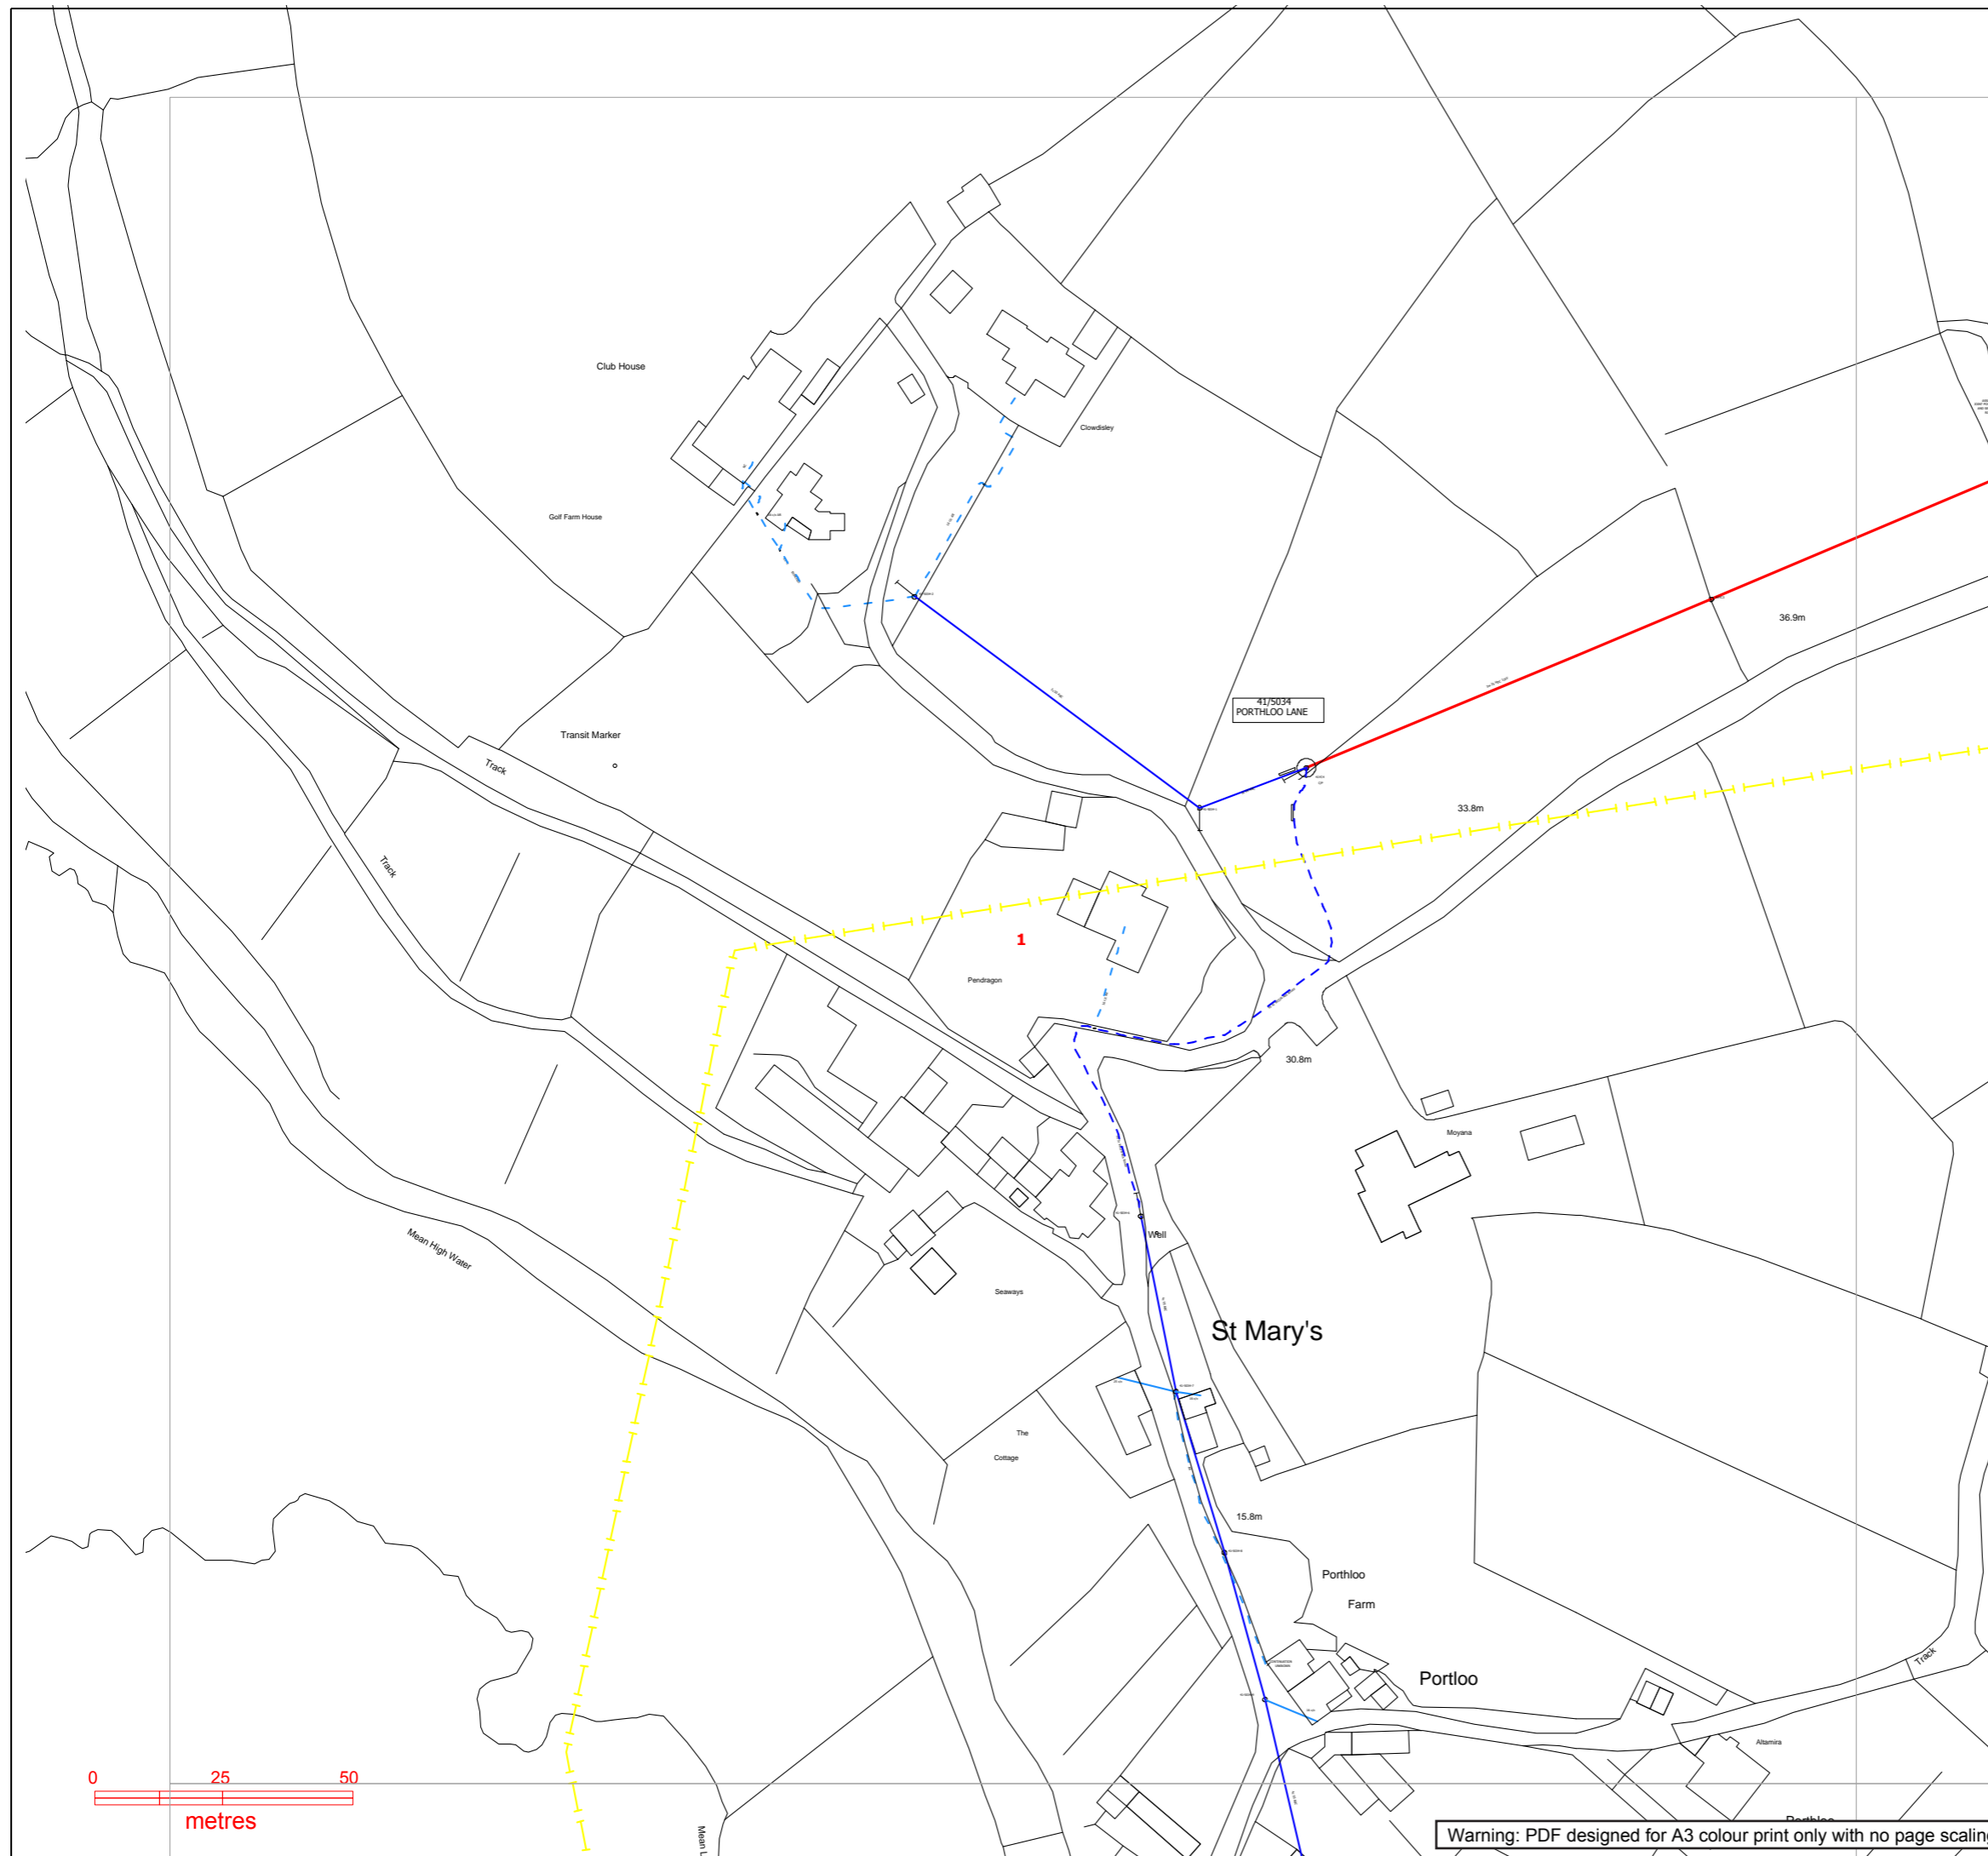 Club House
Clowdisley
Golf Farm House
36.9m
41/5034
PORTHLOO LANE
Transit Marker
Track
33.8m
Track
1
Pendragon
30.8m
Moyana
Well
Mean High Water
Seaways
St Mary's
The
Cottage
15.8m
Porthloo
Farm
Track
Portloo
Altamira
0 25 50
metres
Mean L
Porthloo
Warning: PDF designed for A3 colour print only with no page scaling